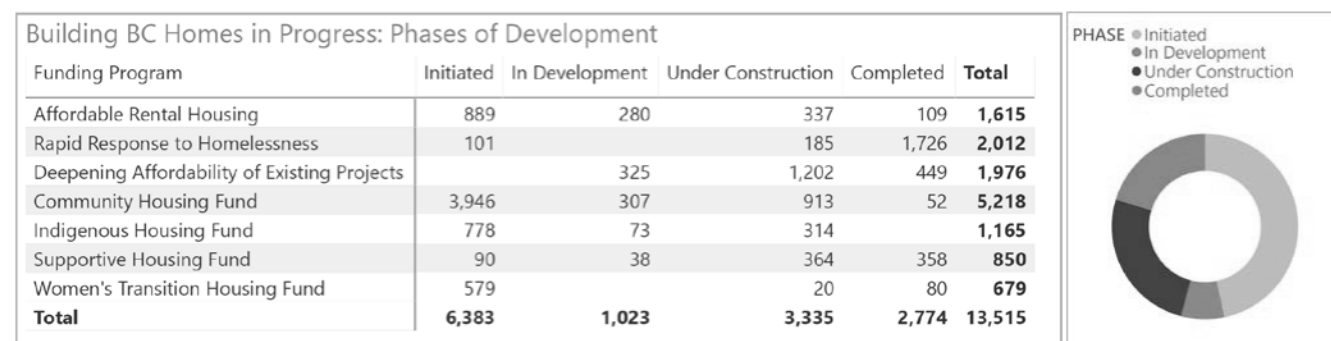 Building BC Homes in Progress: Phases of Development
Funding Program Initiated In Development Under Construction Completed Total
Affordable Rental Housing 889 280 337 109 1,615
Rapid Response to Homelessness 101 185 1,726 2,012
Deepening Affordability of Existing Projects 325 1,202 449 1,976
Community Housing Fund 3,946 307 913 52 5,218
Indigenous Housing Fund 778 73 314 1,165
Supportive Housing Fund 90 38 364 358 850
Women's Transition Housing Fund 579 20 80 679
Total 6,383 1,023 3,335 2,774 13,515
PHASE Initiated
In Development
Under Construction
Completed